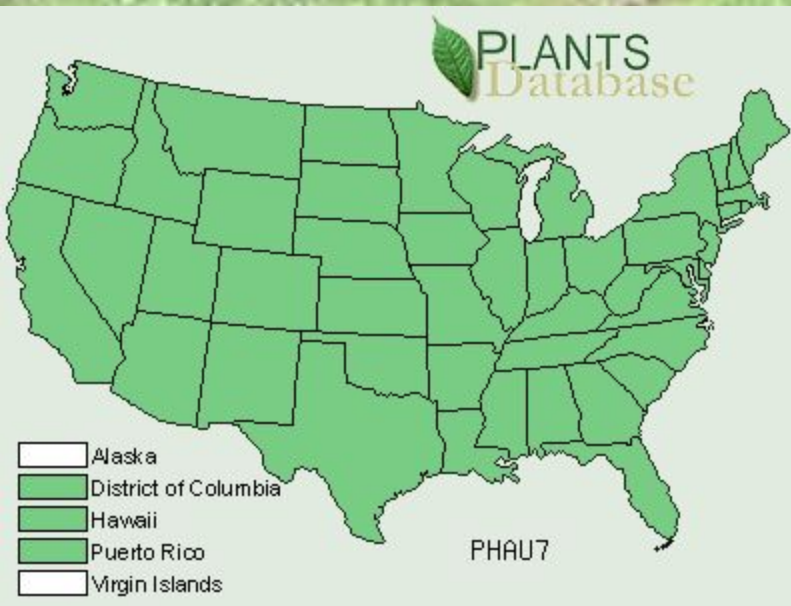 PLANTS
Database
Alaska
District of Columbia
Hawaii
Puerto Rico
Virgin Islands
PHAU7